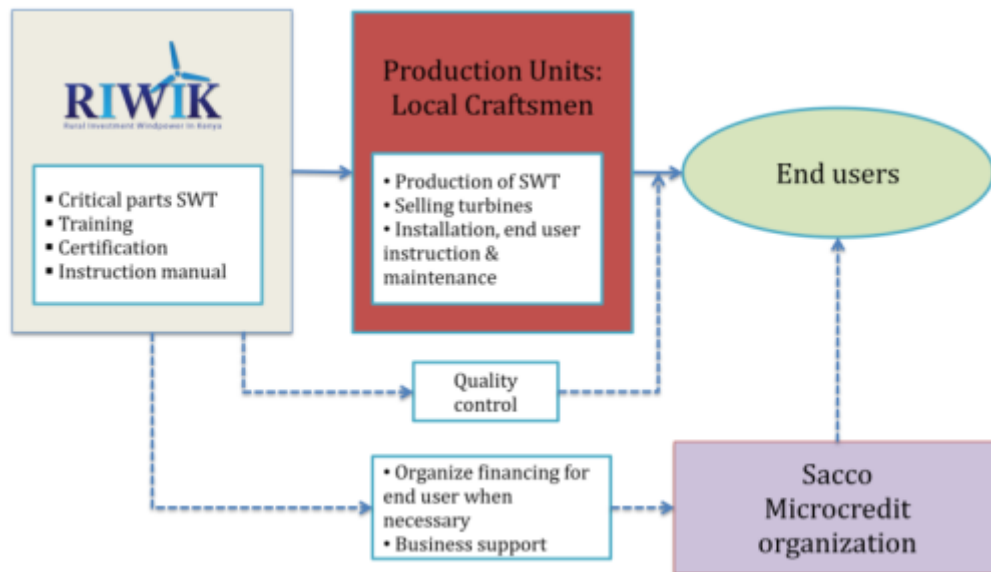 RIWIK
Rural Investment Windpower In Kenya
▪ Critical parts SWT
▪ Training
▪ Certification
▪ Instruction manual
Production Units:
Local Craftsmen
• Production of SWT
• Selling turbines
• Installation, end user
instruction &
maintenance
End users
Quality
control
• Organize financing for
end user when
necessary
• Business support
Sacco
Microcredit
organization